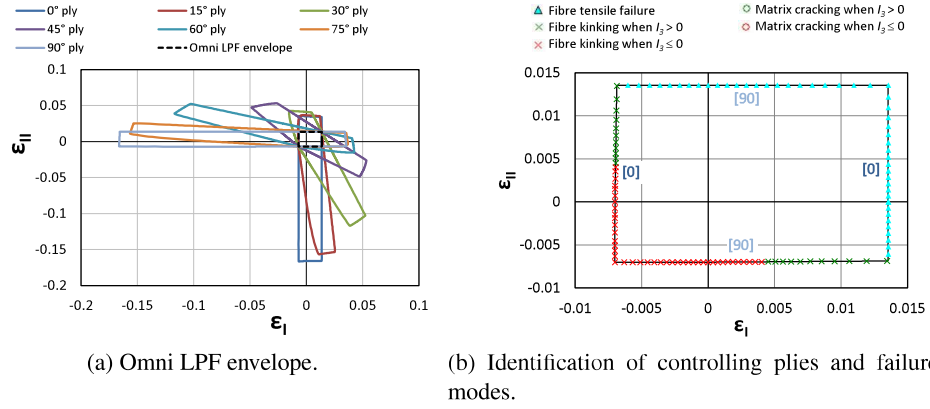 0° ply 15° ply 30° ply
45° ply 60° ply 75° ply
90° ply Omni LPF envelope
0.1
0.05
0
-0.05
-0.1
-0.15
-0.2
-0.2 -0.15 -0.1 -0.05 0 0.05 0.1
εII
εI
(a) Omni LPF envelope.
Fibre tensile failure Matrix cracking when I3 > 0
Fibre kinking when I3 > 0 Matrix cracking when I3 ≤ 0
Fibre kinking when I3 ≤ 0
0.015
0.01
0.005
0
-0.005
-0.01
-0.01 -0.005 0 0.005 0.01 0.015
[90]
[0] [0]
[90]
εII
εI
(b) Identification of controlling plies and failure
modes.